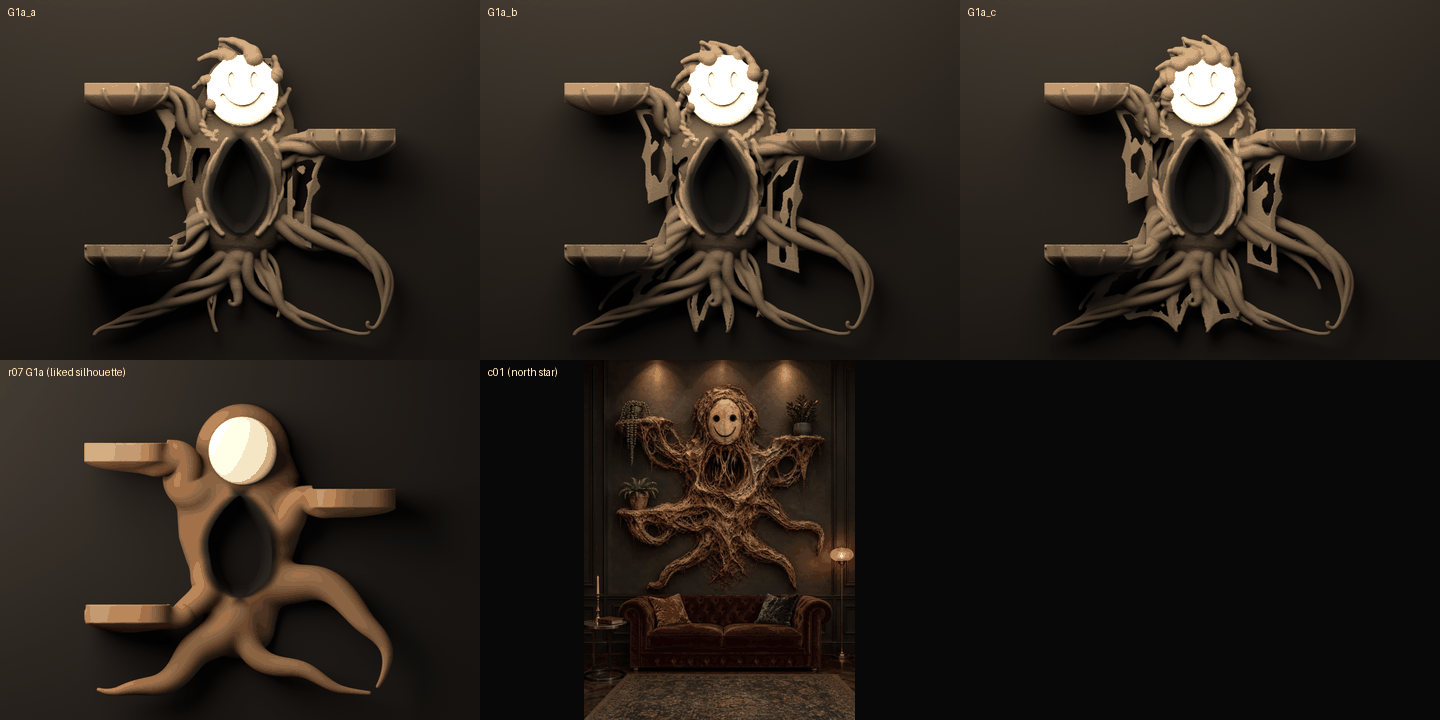 G1a_a
G1a_b
G1a_c
r07 G1a (liked silhouette)
c01 (north star)